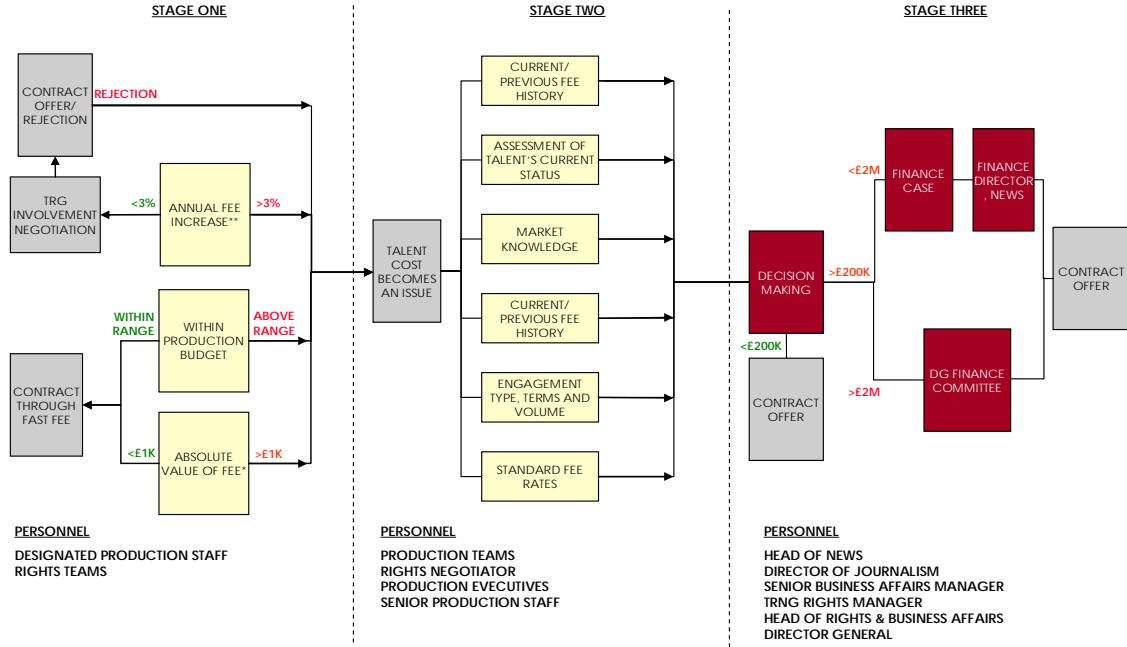 STAGE ONE
CONTRACT
OFFER/
REJECTION
REJECTION
TRG
INVOLVEMENT
NEGOTIATION
<3%
ANNUAL FEE
INCREASE**
>3%
WITHIN
RANGE
WITHIN
PRODUCTION
BUDGET
ABOVE
RANGE
CONTRACT
THROUGH
FAST FEE
<£1K
ABSOLUTE
VALUE OF FEE*
>£1K
PERSONNEL
DESIGNATED PRODUCTION STAFF
RIGHTS TEAMS
STAGE TWO
TALENT
COST
BECOMES
AN ISSUE
CURRENT/
PREVIOUS FEE
HISTORY
ASSESSMENT OF
TALENT'S CURRENT
STATUS
MARKET
KNOWLEDGE
CURRENT/
PREVIOUS FEE
HISTORY
ENGAGEMENT
TYPE, TERMS AND
VOLUME
STANDARD FEE
RATES
PERSONNEL
PRODUCTION TEAMS
RIGHTS NEGOTIATOR
PRODUCTION EVECUTIVES
SENIOR PRODUCTION STAFF
STAGE THREE
DECISION
MAKING
<£200K
CONTRACT
OFFER
>£200K
<£2M
FINANCE
CASE
FINANCE
DIRECTOR
, NEWS
>£2M
DG FINANCE
COMMITTEE
CONTRACT
OFFER
PERSONNEL
HEAD OF NEWS
DIRECTOR OF JOURNALISM
SENIOR BUSINESS AFFAIRS MANAGER
TRNG RIGHTS MANAGER
HEAD OF RIGHTS & BUSINESS AFFAIRS
DIRECTOR GENERAL